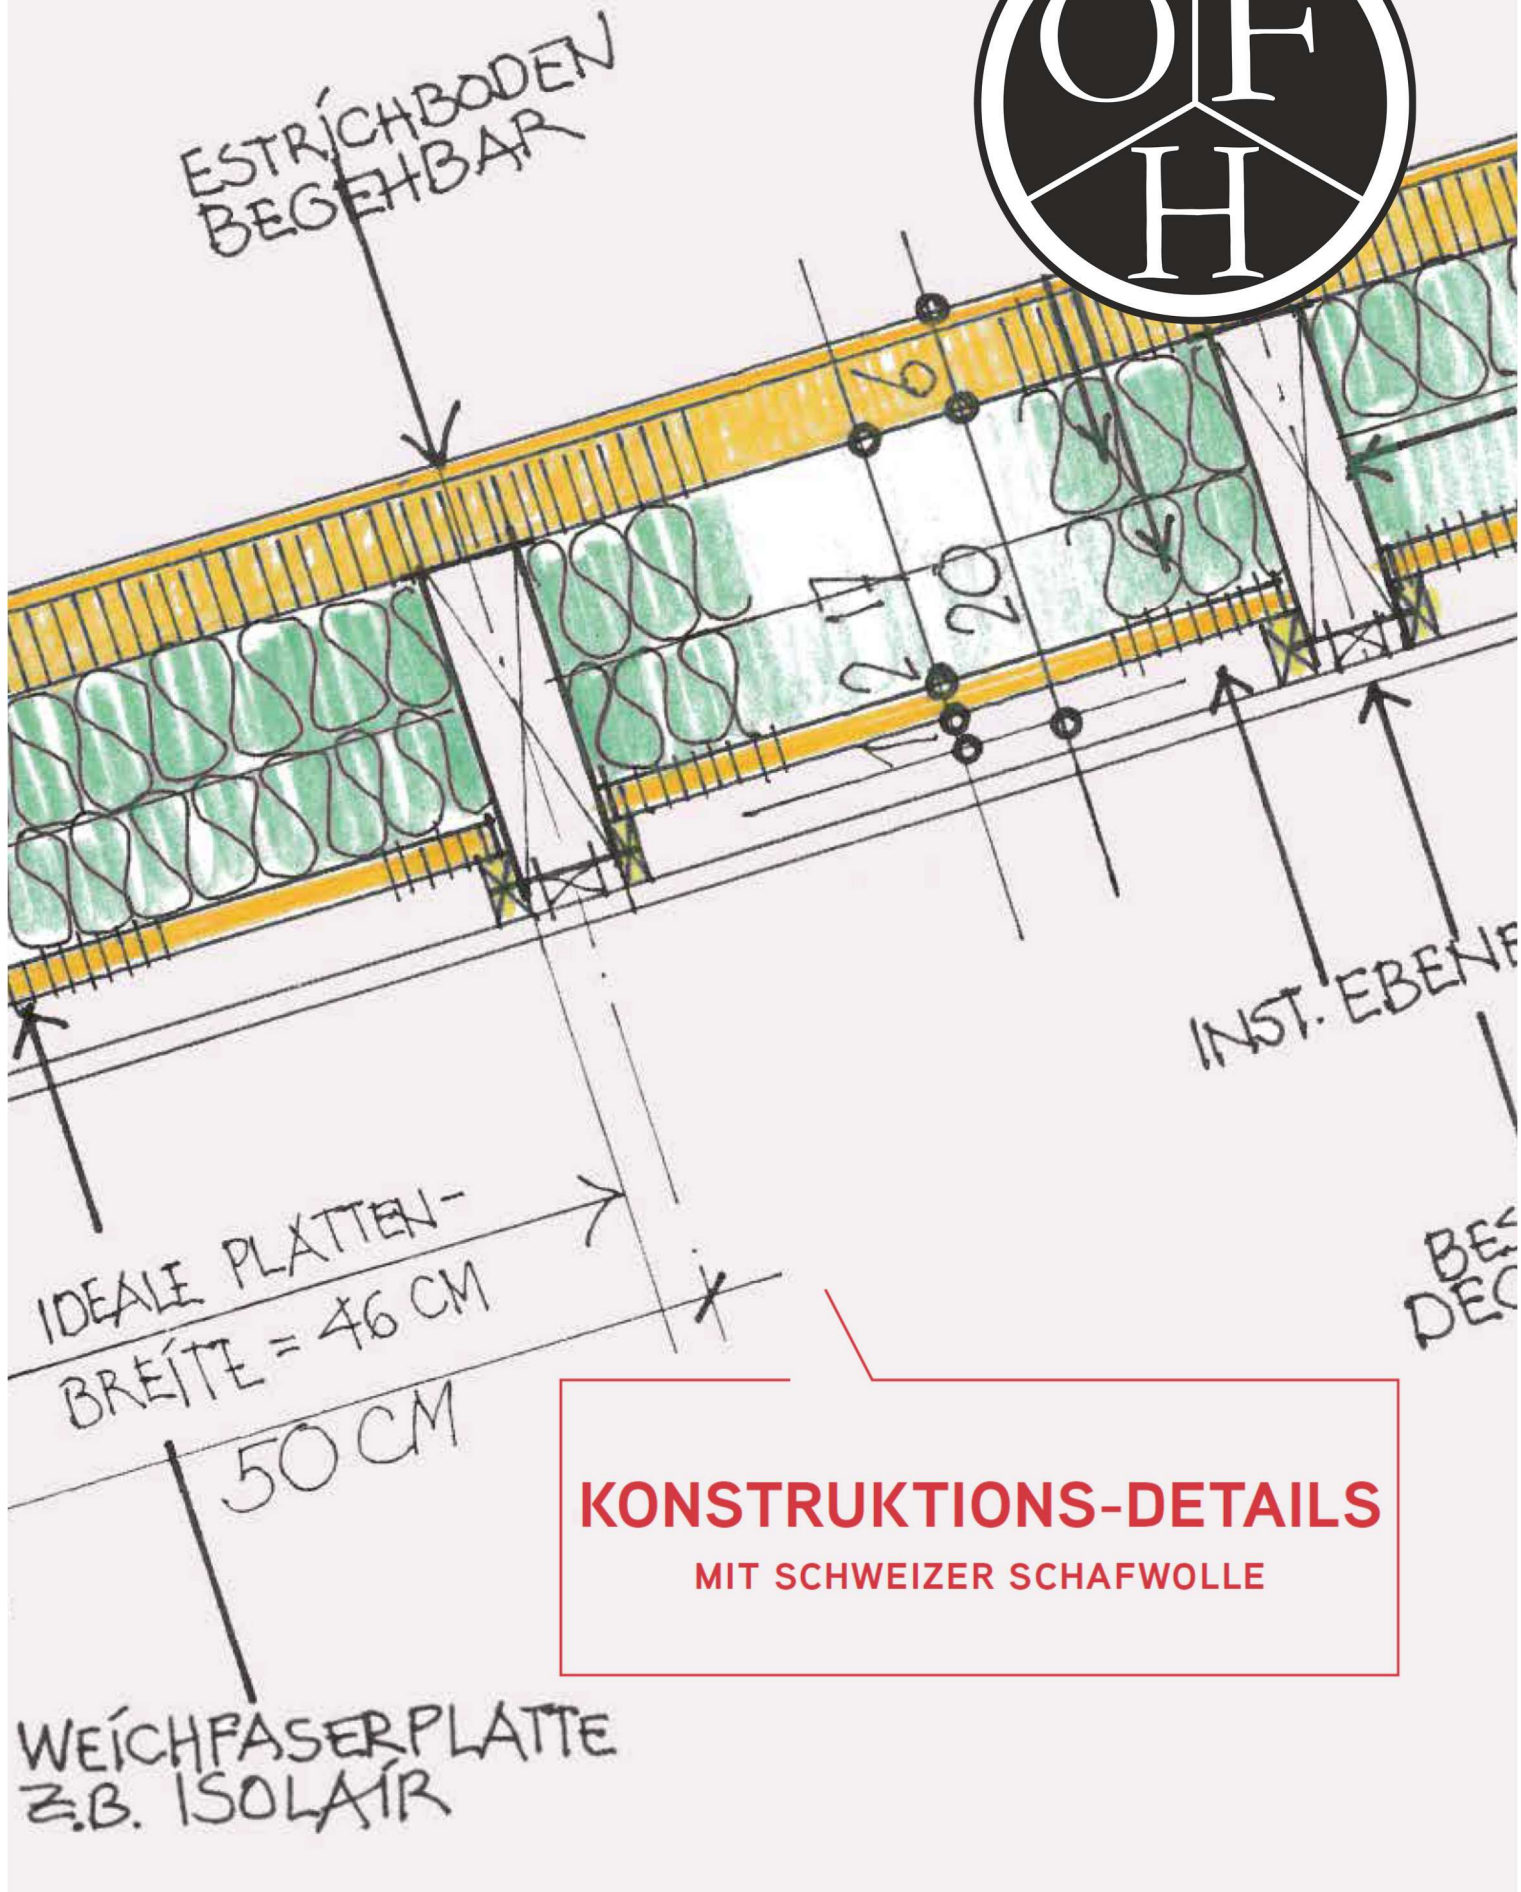 O F
H
ESTRICHBODEN
BEGEHBAR
6
17
20
2
INST. EBENE
IDEALE PLATTEN-
BREITE = 46 CM
50 CM
KONSTRUKTIONS-DETAILS
MIT SCHWEIZER SCHAFWOLLE
WEICHFASERPLATTE
Z.B. ISOLAIR